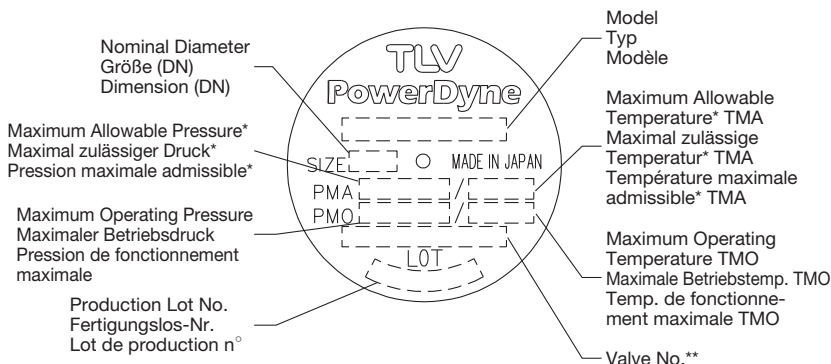 Nominal Diameter
Größe (DN)
Dimension (DN)
Maximum Allowable Pressure*
Maximal zulässiger Druck*
Pression maximale admissible*
Maximum Operating Pressure
Maximaler Betriebsdruck
Pression de fonctionnement
maximale
Production Lot No.
Fertigungslos-Nr.
Lot de production n°
TLV
PowerDyne
SIZE
MADE IN JAPAN
PMA /
PMO /
LOT
Model
Typ
Modèle
Maximum Allowable
Temperature* TMA
Maximal zulässige
Temperatur* TMA
Température maximale
admissible* TMA
Maximum Operating
Temperature TMO
Maximale Betriebstemp. TMO
Temp. de fonctionne-
ment maximale TMO
Valve No.**